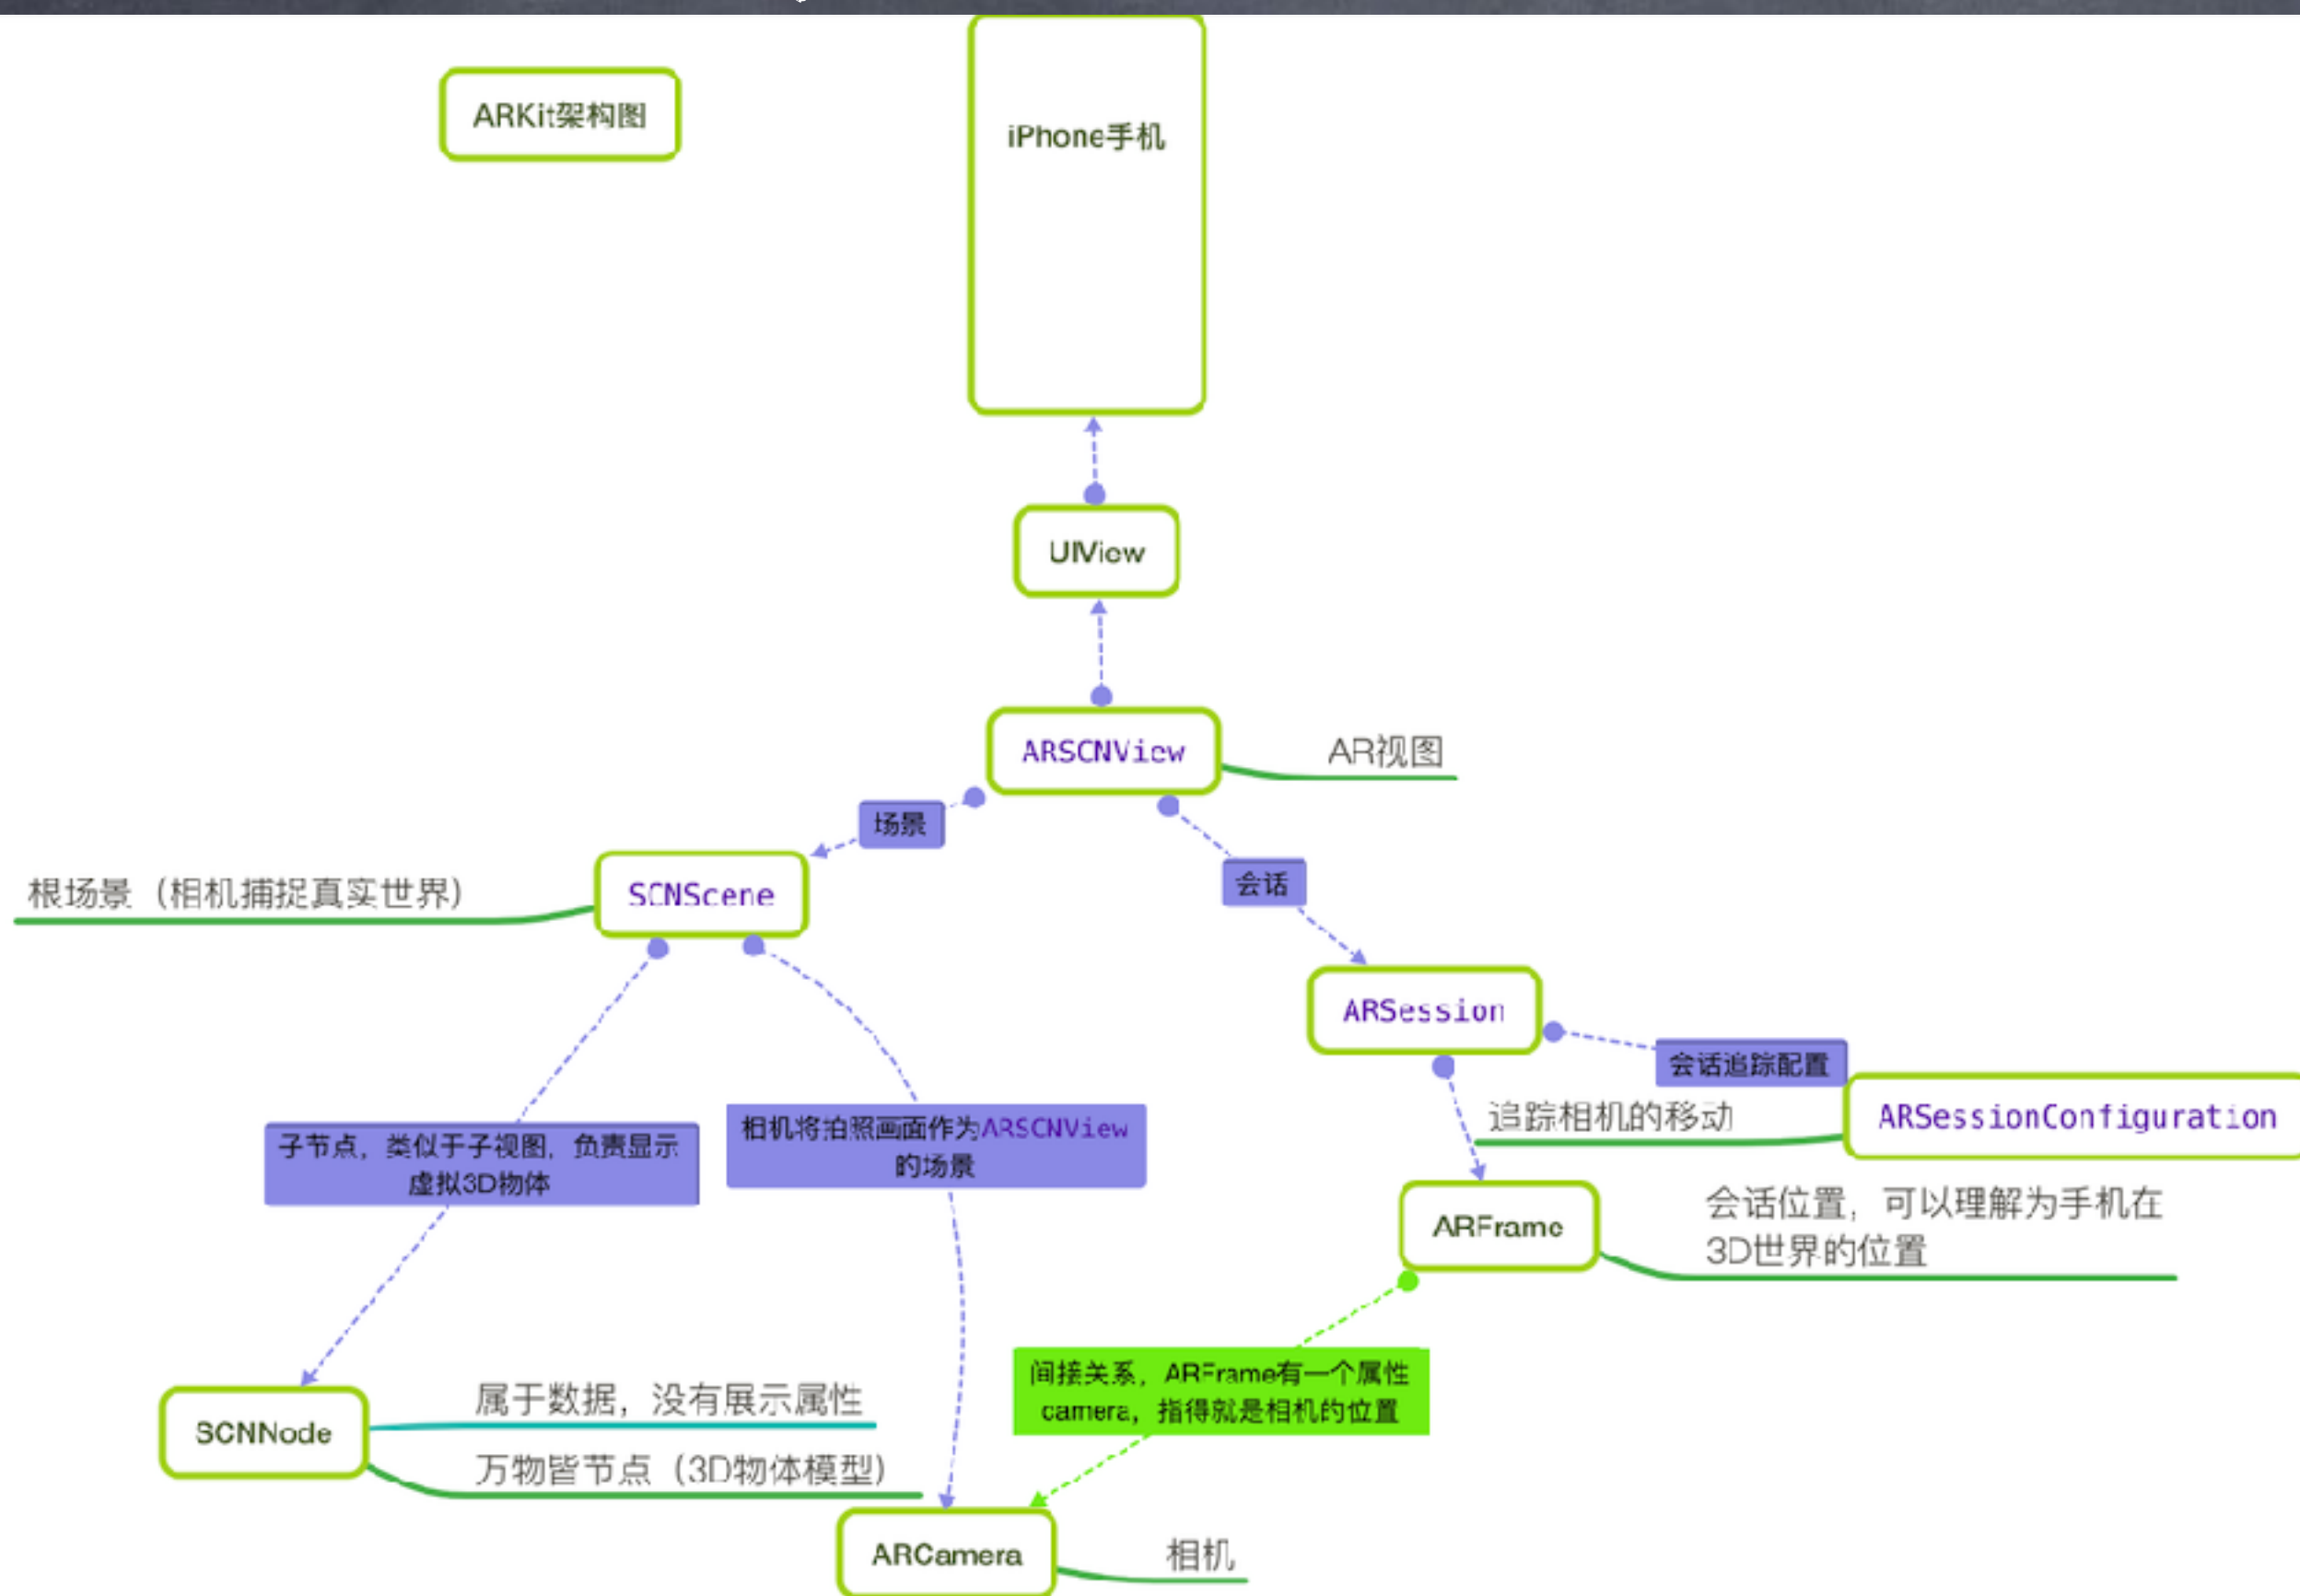 ARKit架构图
iPhone手机
UIView
ARSCNView
AR视图
场景
会话
根场景（相机捕捉真实世界）
SCNScene
ARSession
会话追踪配置
追踪相机的移动
ARSessionConfiguration
子节点，类似于子视图，负责显示
虚拟3D物体
相机将拍照画面作为ARSCNView
的场景
ARFrame
会话位置，可以理解为手机在
3D世界的位置
间接关系，ARFrame有一个属性
camera，指得就是相机的位置
SCNNode
属于数据，没有展示属性
万物皆节点（3D物体模型）
ARCamera
相机